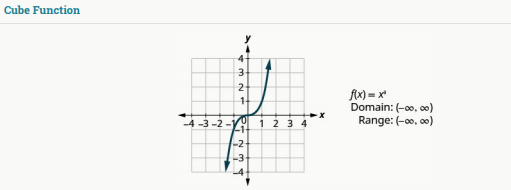 Cube Function
y
4
3
2
1
-4 -3 -2 -1 0 1 2 3 4 x
-1
-2
-3
-4
f(x) = x³
Domain: (-∞, ∞)
Range: (-∞, ∞)